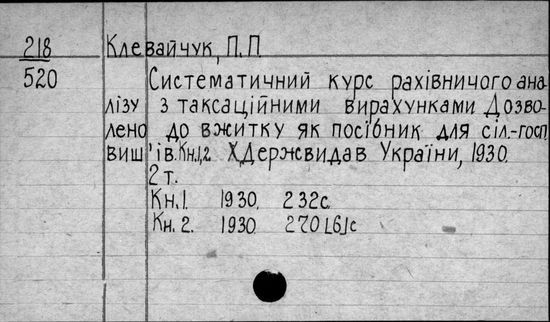 218 Клевайчук, П. П.
520 Систематичний курс рахівничого ана-
лізу з таксаційними вирахунками Дозво-
лено до вжитку як посібник для сіл.-госп.
виш'ів. Кн.1,2 Х Держвидав України, 1930.
2 т.
Кн.1. 1930. 232с.
Кн. 2. 1930 270[6]с